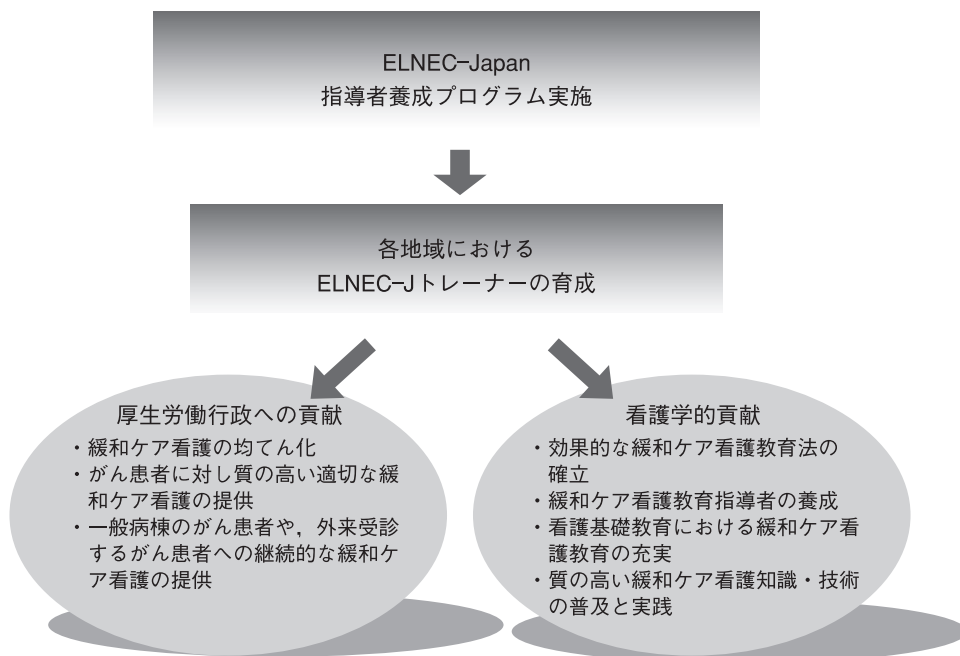 ELNEC-Japan
指導者養成プログラム実施
各地域における
ELNEC-Jトレーナーの育成
厚生労働行政への貢献
・緩和ケア看護の均てん化
・がん患者に対し質の高い適切な緩
和ケア看護の提供
・一般病棟のがん患者や，外来受診
するがん患者への継続的な緩和ケ
ア看護の提供
看護学的貢献
・効果的な緩和ケア看護教育法の
確立
・緩和ケア看護教育指導者の養成
・看護基礎教育における緩和ケア看
護教育の充実
・質の高い緩和ケア看護知識・技術
の普及と実践